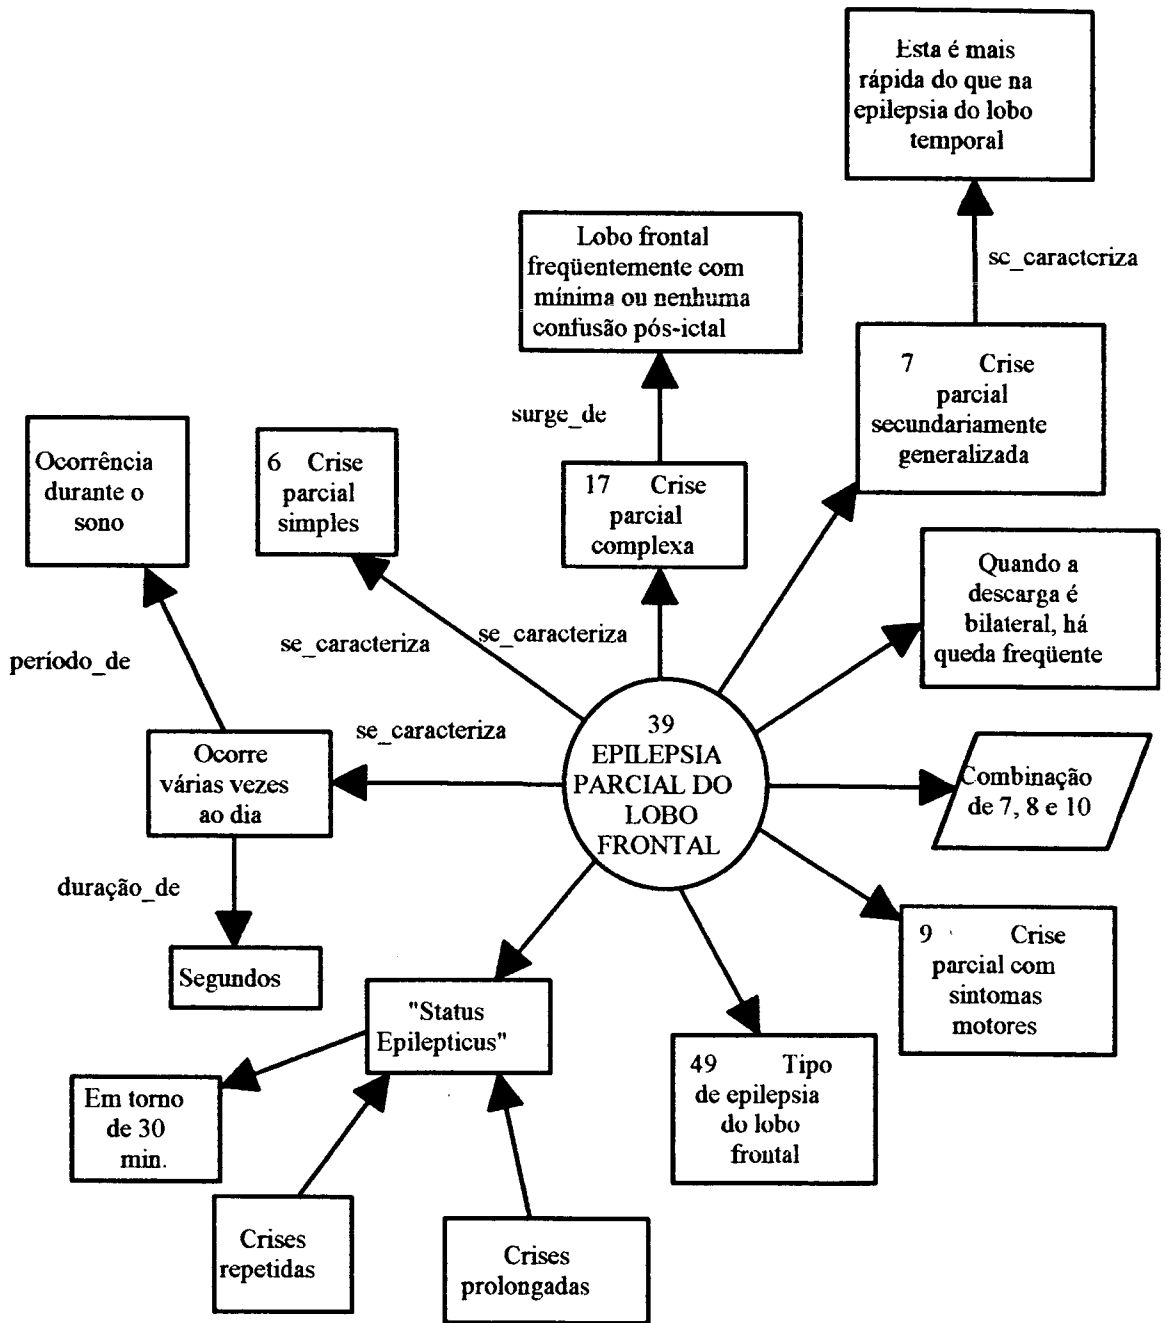 Esta é mais
rápida do que na
epilepsia do lobo
temporal
se_caracteriza
Lobo frontal
freqüentemente com
mínima ou nenhuma
confusão pós-ictal
7 Crise
parcial
secundariamente
generalizada
surge_de
Ocorrência
durante o
sono
6 Crise
parcial
simples
17 Crise
parcial
complexa
Quando a
descarga é
bilateral, há
queda freqüente
se_caracteriza
se_caracteriza
período_de
se_caracteriza
39
EPILEPSIA
PARCIAL DO
LOBO
FRONTAL
Ocorre
várias vezes
ao dia
Combinação
de 7, 8 e 10
duração_de
Segundos
9 Crise
parcial com
sintomas
motores
"Status
Epilepticus"
49 Tipo
de epilepsia
do lobo
frontal
Em torno
de 30
min.
Crises
repetidas
Crises
prolongadas